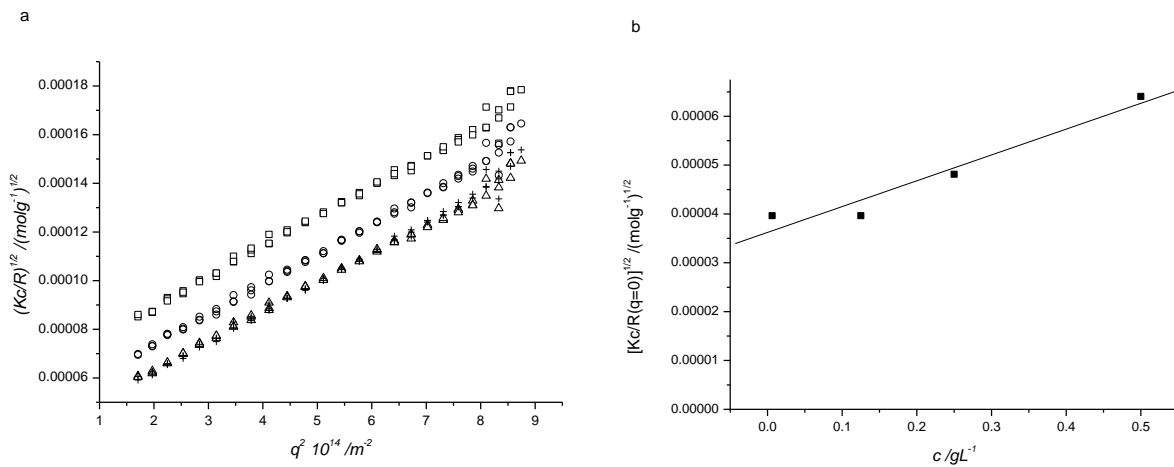 a
0.00018
0.00016
0.00014
0.00012
0.00010
0.00008
0.00006
(Kc/R)^1/2 /(molg^-1)^1/2
1 2 3 4 5 6 7 8 9
q^2 10^14 /m^-2
b
0.00006
0.00005
0.00004
0.00003
0.00002
0.00001
0.00000
[Kc/R(q=0)]^1/2 /(molg^-1)^1/2
0.0 0.1 0.2 0.3 0.4 0.5
c /gL^-1